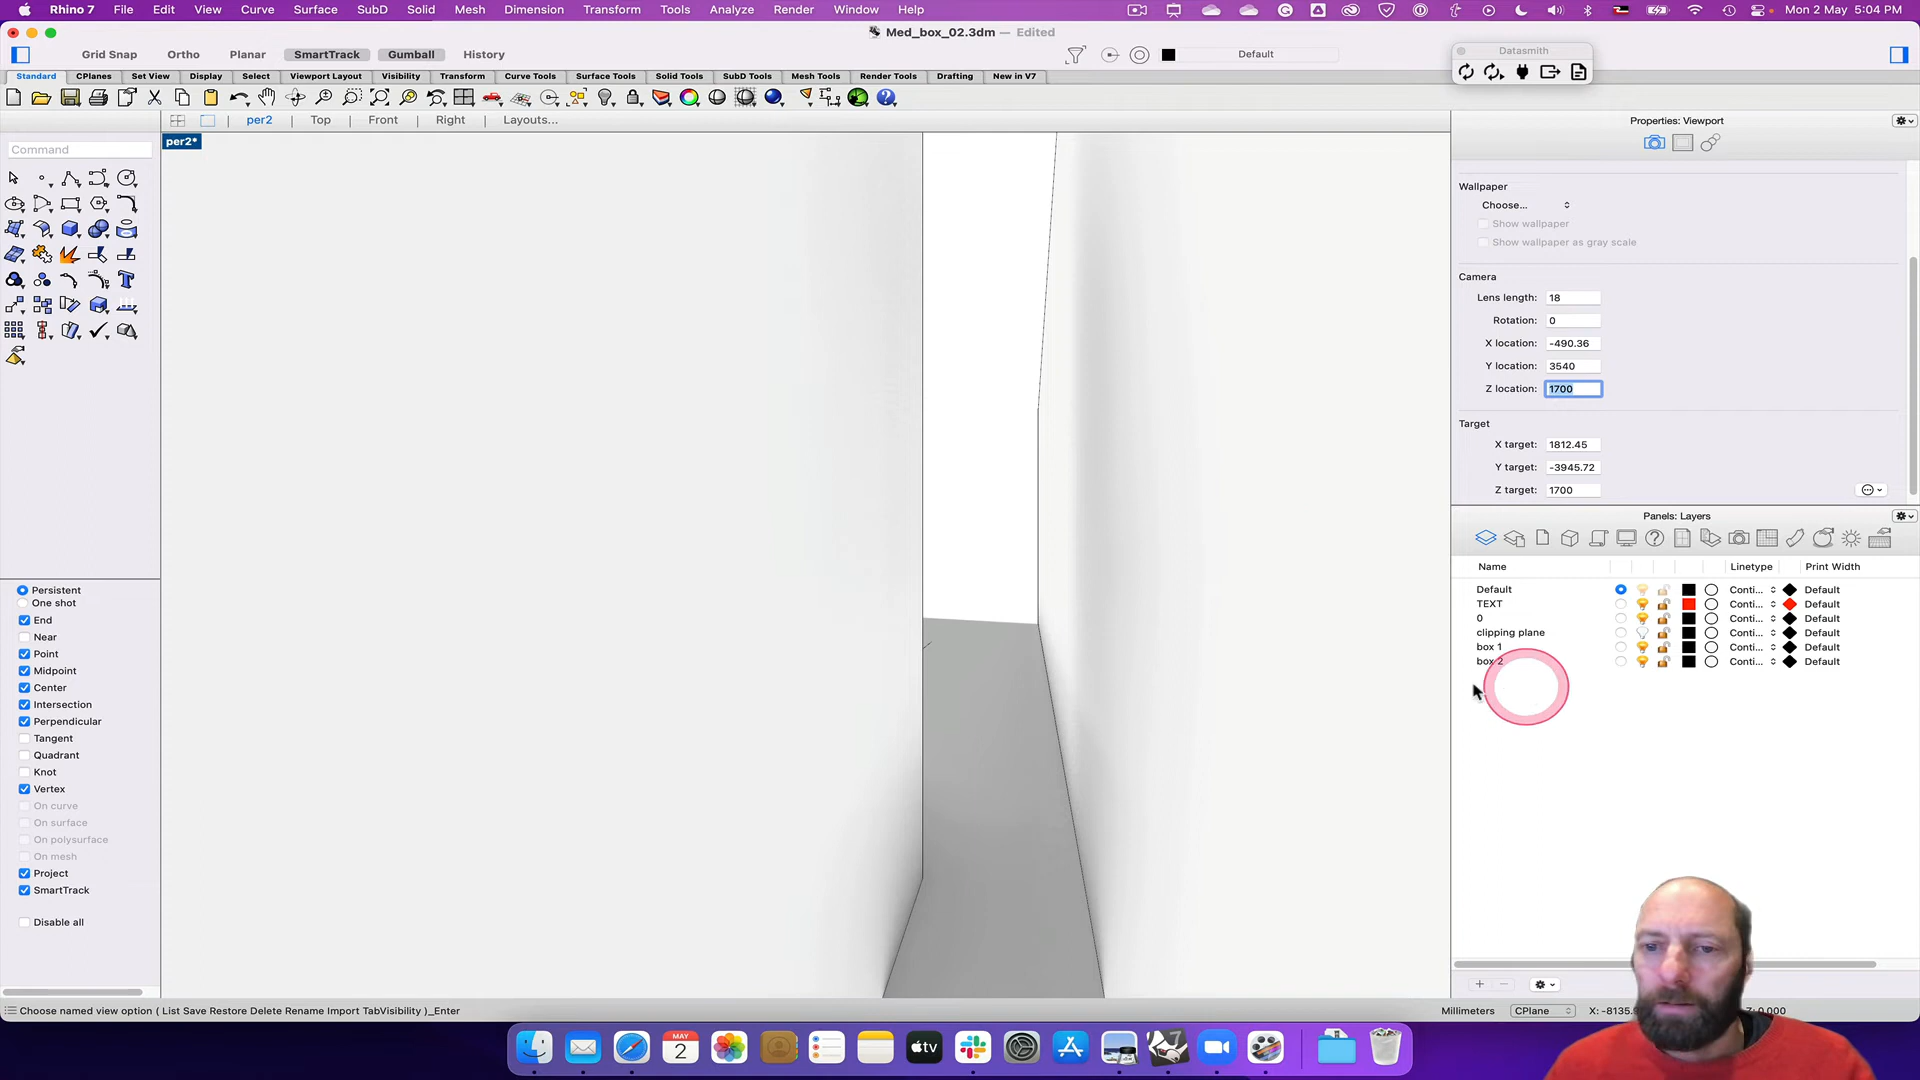 Rhino 7 File Edit View Curve Surface SubD Solid Mesh Dimension Transform Tools Analyze Render Window Help Mon 2 May 5:04 PM
Med_box_02.3dm — Edited
Grid Snap Ortho Planar SmartTrack Gumball History Default
Datasmith
Standard CPlanes Set View Display Select Viewport Layout Visibility Transform Curve Tools Surface Tools Solid Tools SubD Tools Mesh Tools Render Tools Drafting New in V7
per2 Top Front Right Layouts...
Properties: Viewport
per2*
Command
Wallpaper
Choose...
Show wallpaper
Show wallpaper as gray scale
Camera
Lens length: 18
Rotation: 0
X location: -490.36
Y location: 3540
Z location: 1700
Target
X target: 1812.45
Y target: -3945.72
Z target: 1700
Panels: Layers
Name Linetype Print Width
Default Conti... Default
TEXT Conti... Default
0 Conti... Default
clipping plane Conti... Default
box 1 Conti... Default
box 2 Conti... Default
Persistent
One shot
End
Near
Point
Midpoint
Center
Intersection
Perpendicular
Tangent
Quadrant
Knot
Vertex
On curve
On surface
On polysurface
On mesh
Project
SmartTrack
Disable all
Choose named view option ( List Save Restore Delete Rename Import TabVisibility )_Enter
Millimeters CPlane X: -8135.9 Z: 0.000
MAY
2
tv